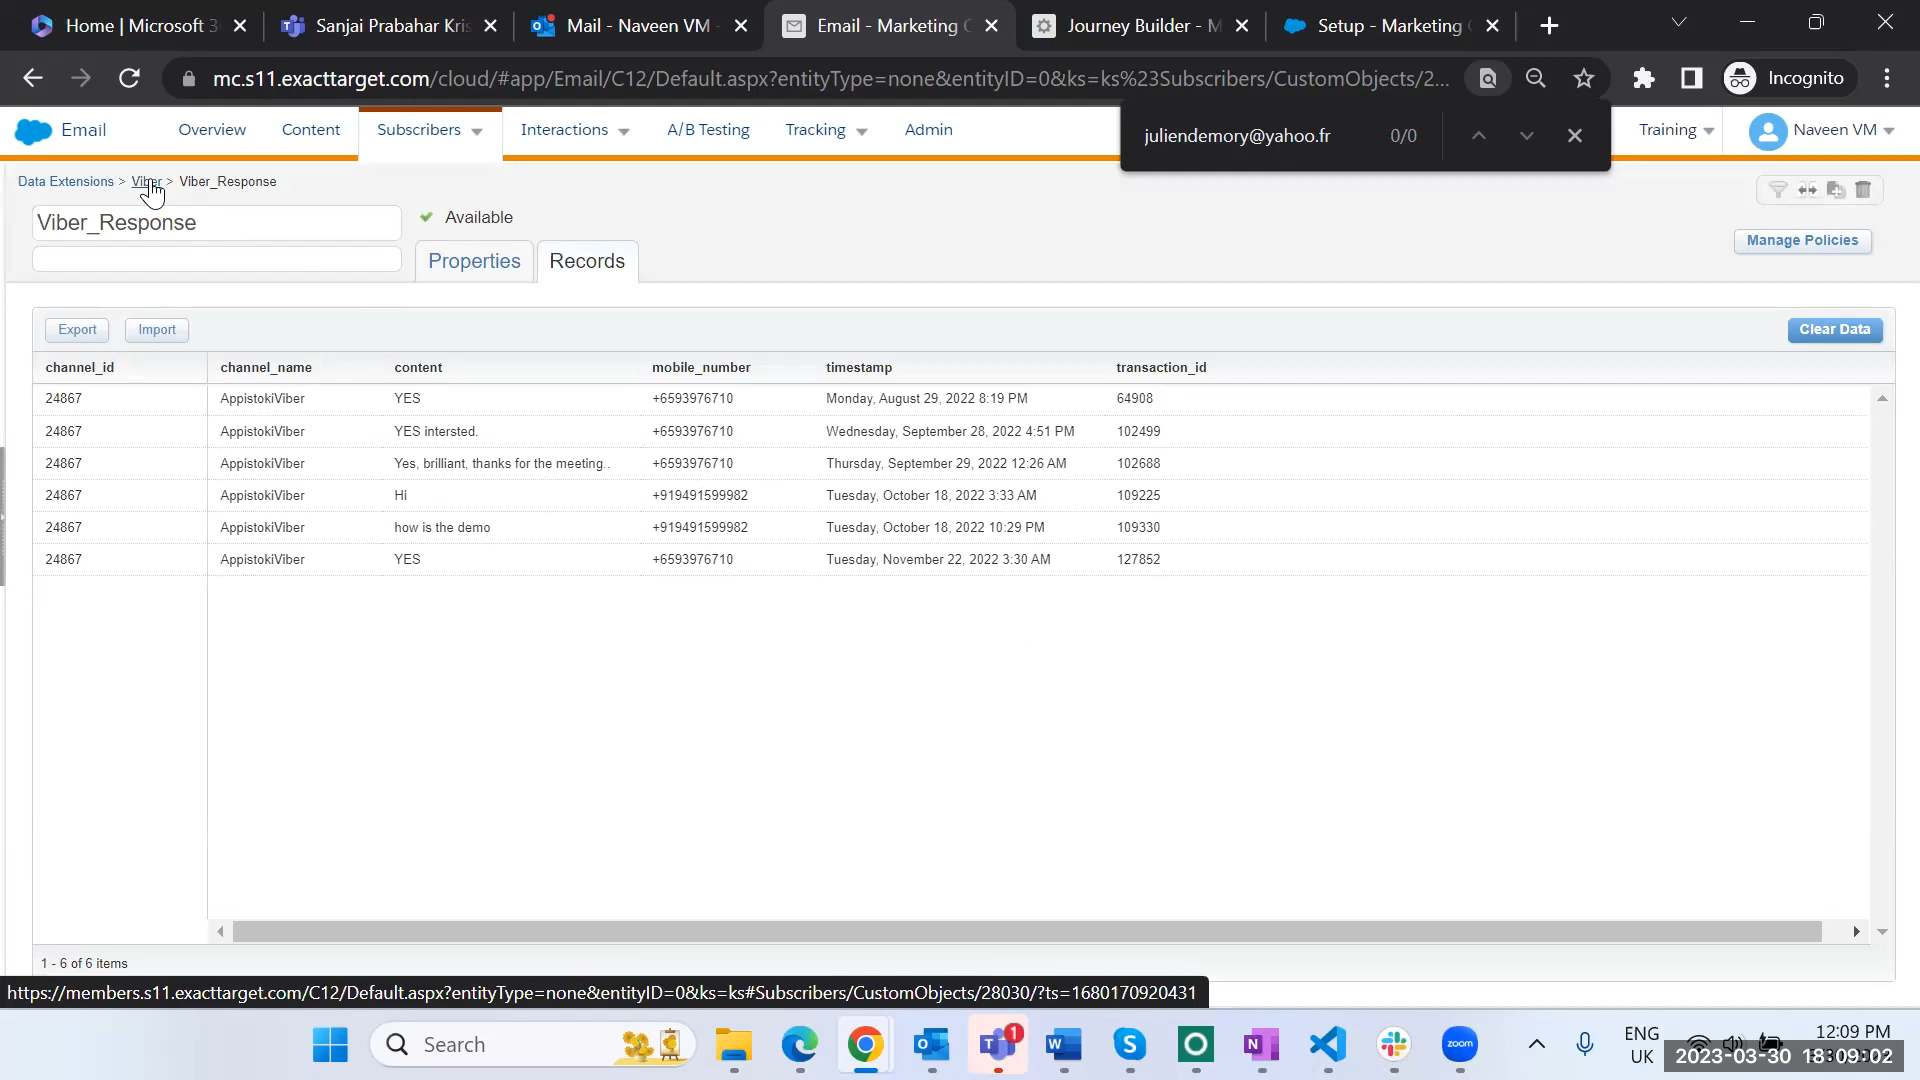 Home | Microsoft 3
Sanjai Prabahar Kris
Mail - Naveen VM -
Email - Marketing C
Journey Builder - M
Setup - Marketing C
mc.s11.exacttarget.com/cloud/#app/Email/C12/Default.aspx?entityType=none&entityID=0&ks=ks%23Subscribers/CustomObjects/2...
Incognito
Email
Overview
Content
Subscribers
Interactions
A/B Testing
Tracking
Admin
juliendemory@yahoo.fr
0/0
Training
Naveen VM
Data Extensions > Viber > Viber_Response
Viber_Response
Available
Properties
Records
Manage Policies
Export
Import
Clear Data
channel_id channel_name content mobile_number timestamp transaction_id
24867 AppistokiViber YES +6593976710 Monday, August 29, 2022 8:19 PM 64908
24867 AppistokiViber YES intersted. +6593976710 Wednesday, September 28, 2022 4:51 PM 102499
24867 AppistokiViber Yes, brilliant, thanks for the meeting.. +6593976710 Thursday, September 29, 2022 12:26 AM 102688
24867 AppistokiViber Hi +919491599982 Tuesday, October 18, 2022 3:33 AM 109225
24867 AppistokiViber how is the demo +919491599982 Tuesday, October 18, 2022 10:29 PM 109330
24867 AppistokiViber YES +6593976710 Tuesday, November 22, 2022 3:30 AM 127852
1 - 6 of 6 items
https://members.s11.exacttarget.com/C12/Default.aspx?entityType=none&entityID=0&ks=ks#Subscribers/CustomObjects/28030/?ts=1680170920431
Search
1
zoom
ENG
UK
12:09 PM
2023-03-30 18:09:02